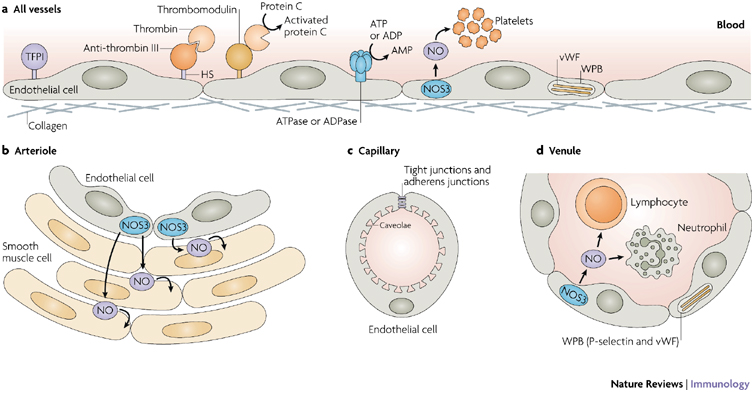 a All vessels
Protein C
Thrombomodulin
Activated
protein C
Thrombin
ATP
or ADP
Platelets
Blood
Anti-thrombin III
AMP
NO
TFPI
vWF
WPB
HS
NOS3
Endothelial cell
Collagen
ATPase or ADPase
b Arteriole
c Capillary
d Venule
Endothelial cell
Tight junctions and
adherens junctions
Lymphocyte
Caveolae
Neutrophil
NOS3
NOS3
Smooth
muscle cell
NO
NO
NO
NO
NOS3
Endothelial cell
WPB (P-selectin and vWF)
Nature Reviews | Immunology